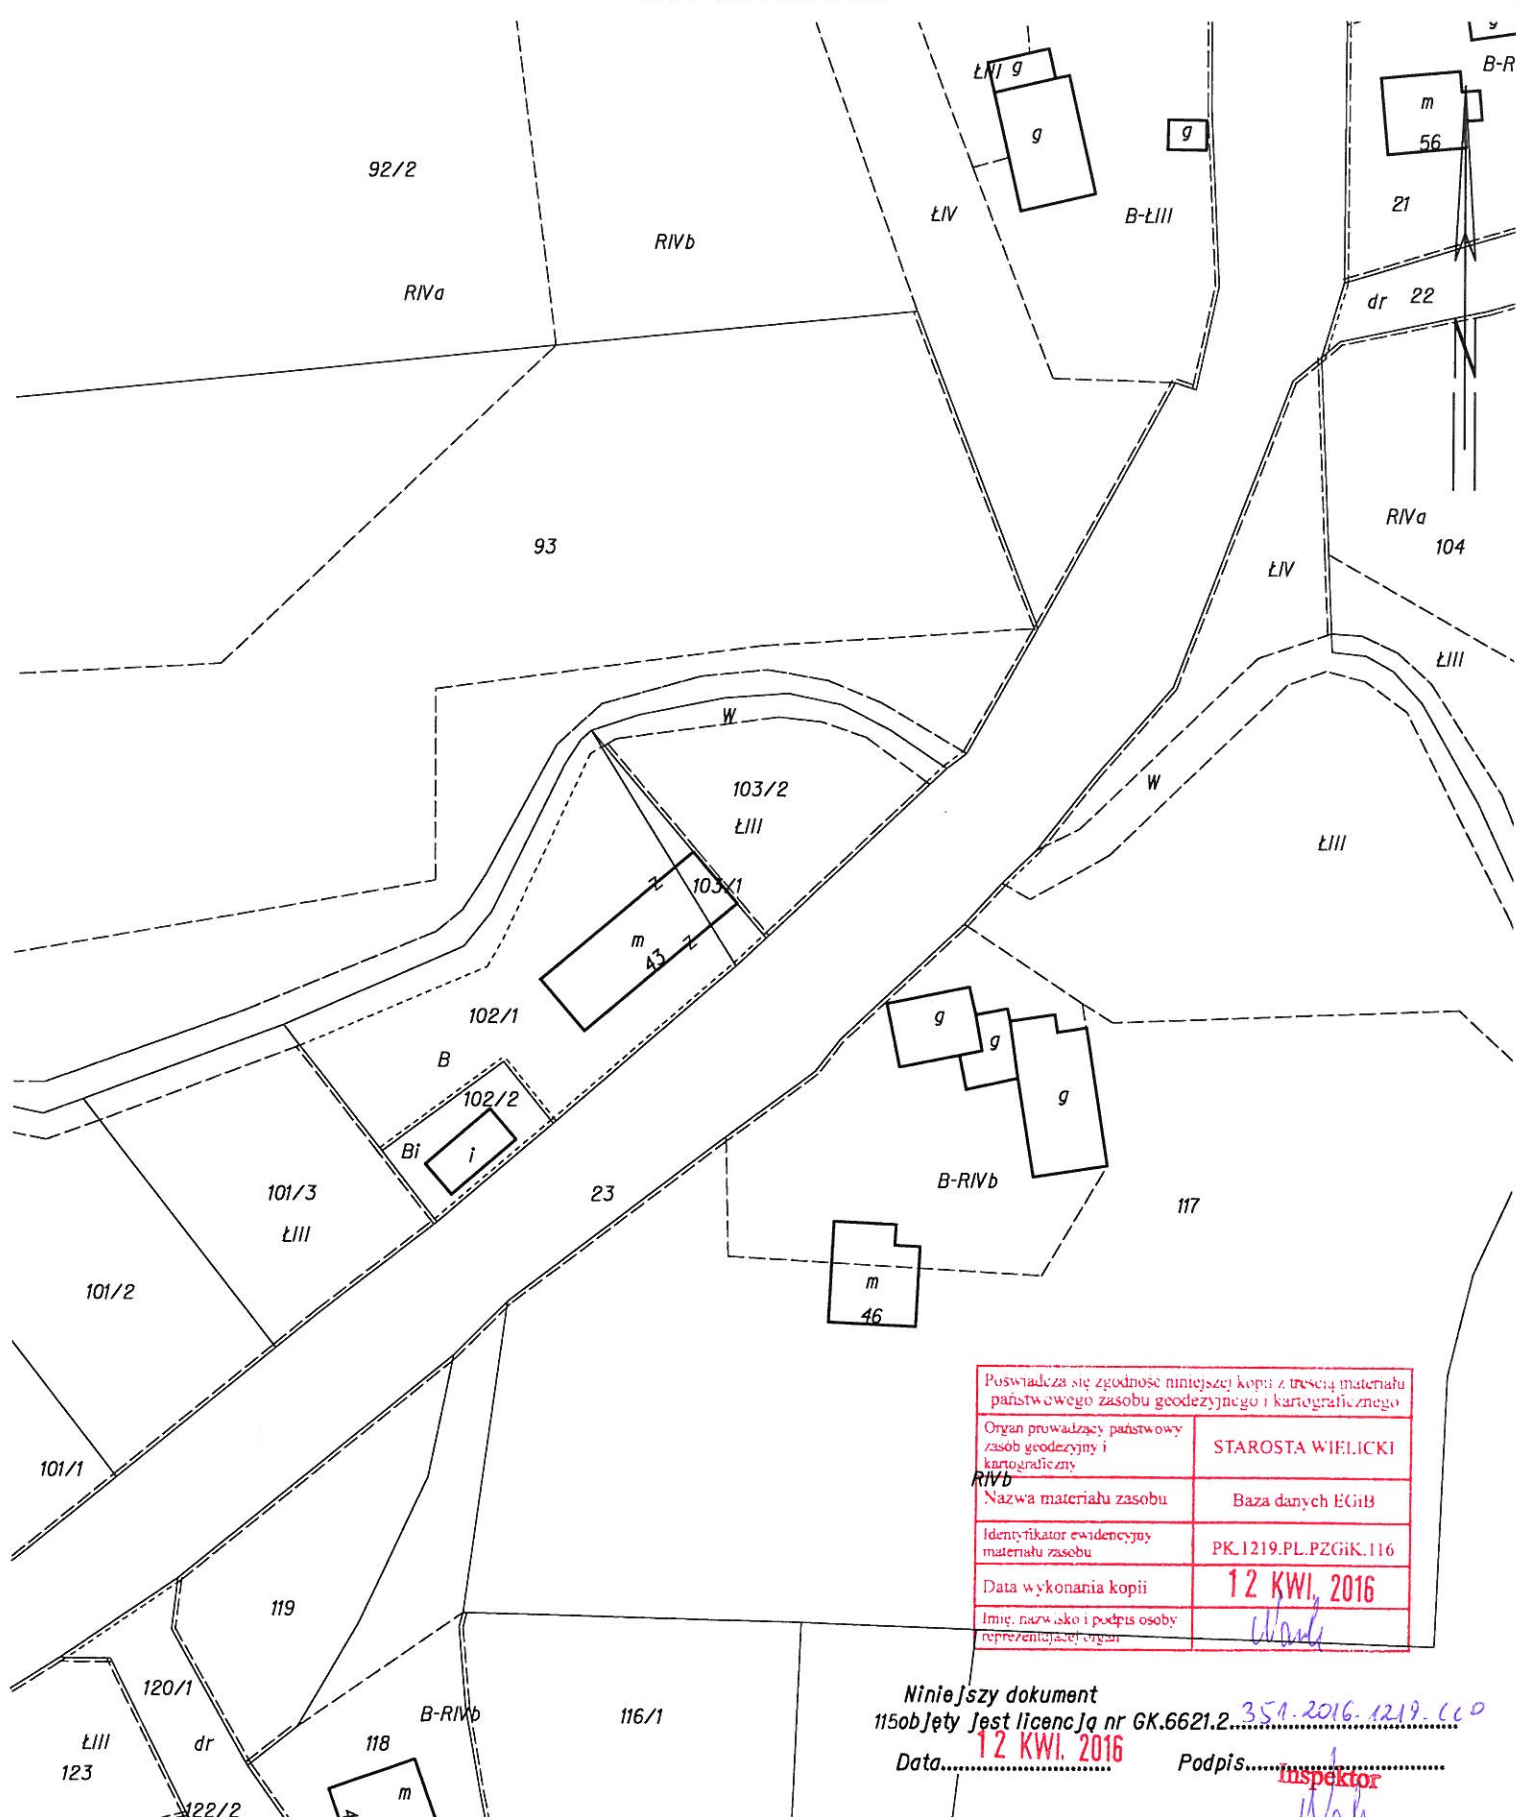 g
B-R
ŁIII g
m
g
g
56
92/2
21
ŁIV
B-ŁIII
RIVb
RIVa
dr 22
RIVa
93
104
ŁIV
ŁIII
W
W
103/2
ŁIII
ŁIII
z
103/1
m
z
43
102/1
g
g
B
102/2
g
Bi
i
B-RIVb
101/3
23
117
ŁIII
101/2
m
46
Poświadcza się zgodność niniejszej kopii z treścią materiału
państwowego zasobu geodezyjnego i kartograficznego
Organ prowadzący państwowy
zasób geodezyjny i
kartograficzny
STAROSTA WIELICKI
101/1
RIVb
Nazwa materiału zasobu
Baza danych EGiB
Identyfikator ewidencyjny
materiału zasobu
PK.1219.PL.PZGiK.116
Data wykonania kopii
12 KWI. 2016
119
Imię, nazwisko i podpis osoby
reprezentującej organ
120/1
Niniejszy dokument
B-RIVb
116/1
115objęty jest licencją nr GK.6621.2.351.2016.1219.CLO
ŁIII
dr
118
Data 12 KWI. 2016 Podpis
123
Inspektor
m
122/2